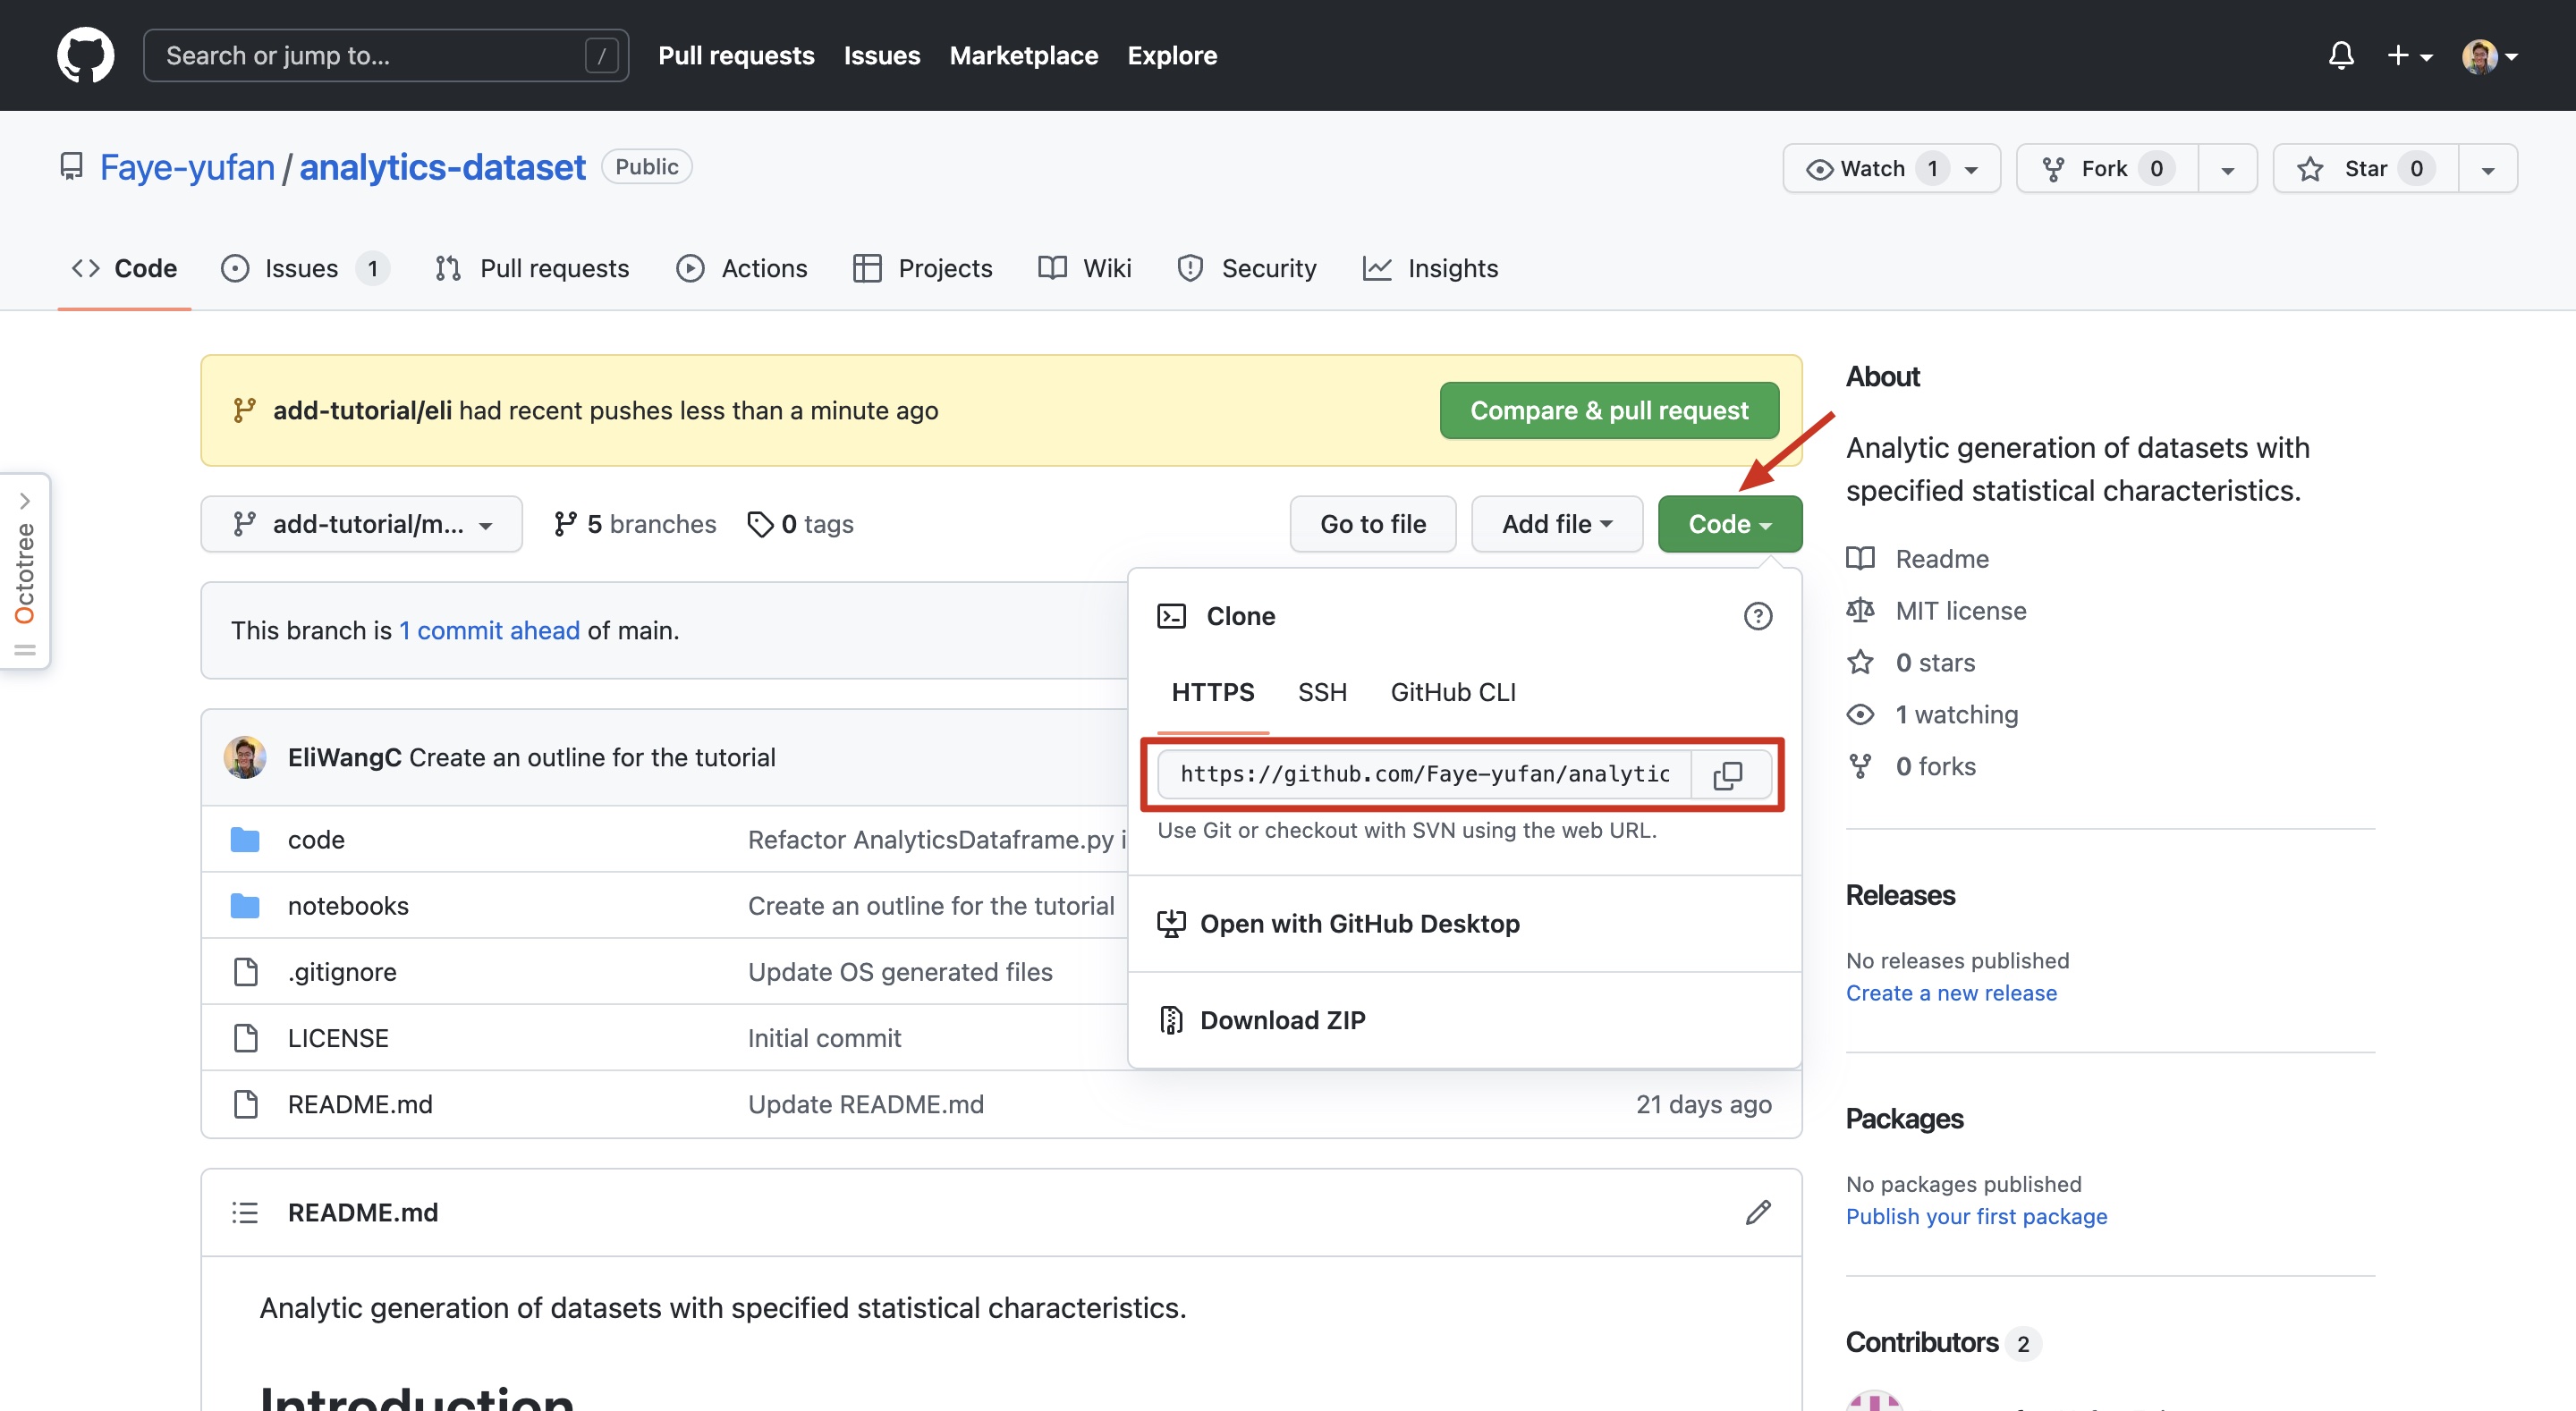 Search or jump to... /
Pull requests Issues Marketplace Explore
Faye-yufan / analytics-dataset Public
Watch 1 Fork 0 Star 0
Code Issues 1 Pull requests Actions Projects Wiki Security Insights
add-tutorial/eli had recent pushes less than a minute ago
Compare & pull request
Octotree
add-tutorial/m... 5 branches 0 tags
Go to file Add file Code
This branch is 1 commit ahead of main.
Clone
HTTPS SSH GitHub CLI
https://github.com/Faye-yufan/analytic
Use Git or checkout with SVN using the web URL.
Open with GitHub Desktop
Download ZIP
EliWangC Create an outline for the tutorial
code Refactor AnalyticsDataframe.py i
notebooks Create an outline for the tutorial
.gitignore Update OS generated files
LICENSE Initial commit
README.md Update README.md 21 days ago
README.md
Analytic generation of datasets with specified statistical characteristics.
Introduction
About
Analytic generation of datasets with
specified statistical characteristics.
Readme
MIT license
0 stars
1 watching
0 forks
Releases
No releases published
Create a new release
Packages
No packages published
Publish your first package
Contributors 2